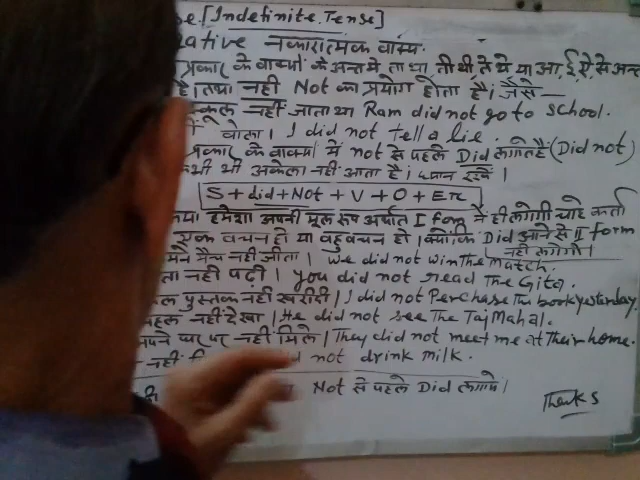 se. [Indefinite. Tense]
ative नकारात्मक वाक्य.
प्रकार के वाक्यों के अन्त मे ता था, ती थी ते थे या आ, ई ऐ, से अन्त
है। तथा नही Not का प्रयोग होता है। जैसे —
स्कूल नहीं जाता था Ram did not go to school.
बोला। I did not tell a lie.
प्रकार के वाक्यों में not से पहले Did लगाते हैं (Did not)
कभी भी अकेला नहीं आता है। ध्यान रखें।
S + did + Not + V + O + Etc
हमेशा अपनी मूल रूप अर्थात I form में ही लगेगी चाहे कर्ता
एक वचन हो या बहुवचन हो। क्योंकि Did आने से II form
नही लगेगी।
मैच नही जीता। We did not win The Match.
ता नही पढ़ी। You did not read The Gita.
पुस्तक नही खरीदी। I did not Perchase The book yesterday.
महल नहीं देखा। He did not see The Taj Mahal.
पर नहीं मिले। They did not meet me at Their home.
नहीं d not drink milk.
Not से पहले Did लगाये।
Thanks